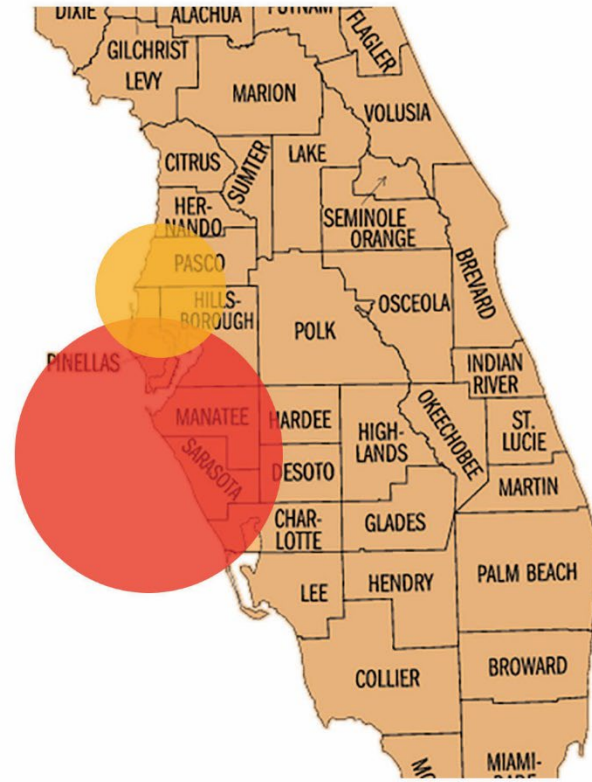 DIXIE
ALACHUA
PUTNAM
FLAGLER
GILCHRIST
LEVY
MARION
VOLUSIA
CITRUS
SUMTER
LAKE
HER-
NANDO
SEMINOLE
ORANGE
PASCO
BREVARD
HILLS-
BOROUGH
OSCEOLA
POLK
PINELLAS
INDIAN
RIVER
MANATEE
HARDEE
HIGH-
LANDS
OKEECHOBEE
ST.
LUCIE
SARASOTA
DESOTO
MARTIN
CHAR-
LOTTE
GLADES
LEE
HENDRY
PALM BEACH
COLLIER
BROWARD
MIAMI-